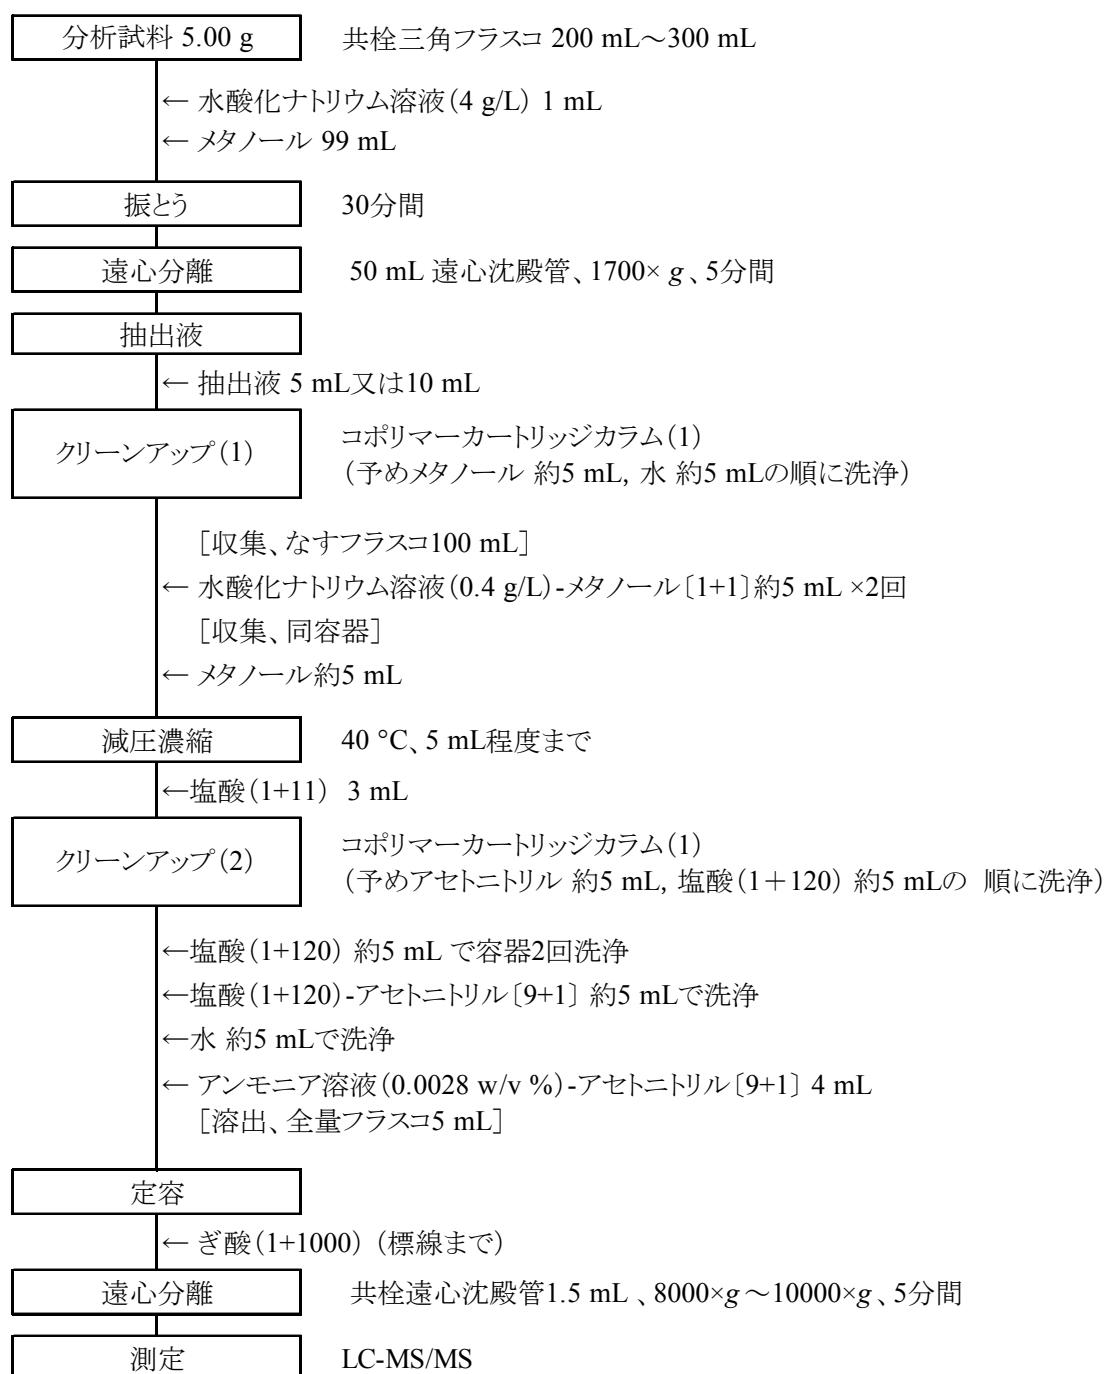 分析試料 5.00 g　共栓三角フラスコ 200 mL～300 mL
← 水酸化ナトリウム溶液（4 g/L） 1 mL
← メタノール 99 mL
振とう　30分間
遠心分離　50 mL 遠心沈殿管、1700× g 、5分間
抽出液
← 抽出液 5 mL又は10 mL
クリーンアップ（1）　コポリマーカートリッジカラム（1）
（予めメタノール 約5 mL, 水 約5 mLの順に洗浄）
［収集、なすフラスコ100 mL］
← 水酸化ナトリウム溶液（0.4 g/L）-メタノール〔1+1〕約5 mL ×2回
［収集、同容器］
← メタノール約5 mL
減圧濃縮　40 °C、5 mL程度まで
←塩酸（1+11） 3 mL
クリーンアップ（2）　コポリマーカートリッジカラム（1）
（予めアセトニトリル 約5 mL, 塩酸（1＋120） 約5 mLの 順に洗浄）
←塩酸（1+120） 約5 mL で容器2回洗浄
←塩酸（1+120）-アセトニトリル〔9+1〕 約5 mLで洗浄
←水 約5 mLで洗浄
← アンモニア溶液（0.0028 w/v %）-アセトニトリル〔9+1〕 4 mL
［溶出、全量フラスコ5 mL］
定容
← ぎ酸（1+1000） （標線まで）
遠心分離　共栓遠心沈殿管1.5 mL 、8000×g～10000×g、5分間
測定　LC-MS/MS